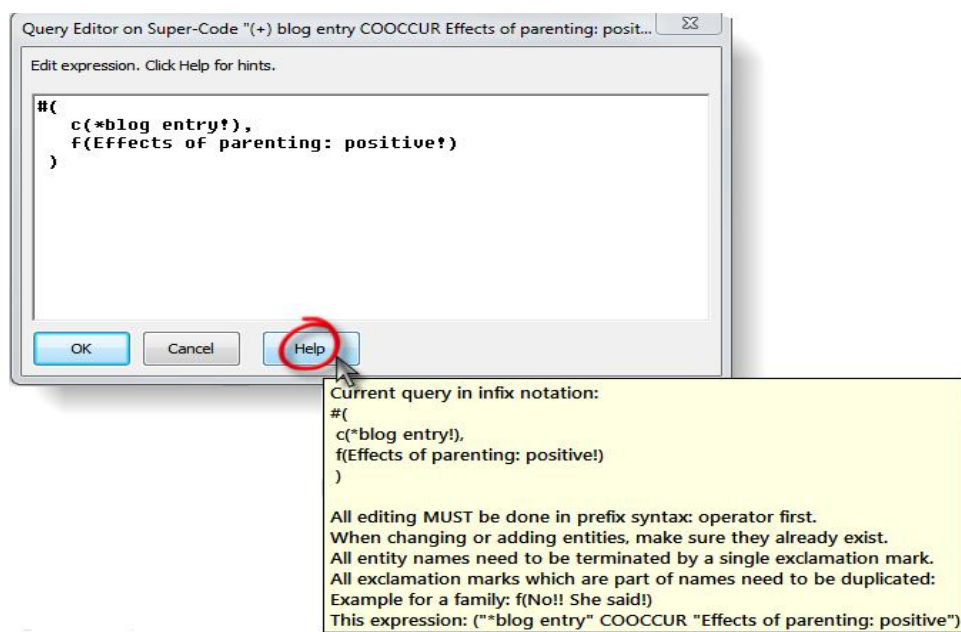 Query Editor on Super-Code "(+) blog entry COOCCUR Effects of parenting: posit...
Edit expression. Click Help for hints.
#(
c(*blog entry!),
f(Effects of parenting: positive!)
)
OK Cancel Help
Current query in infix notation:
#(
c(*blog entry!),
f(Effects of parenting: positive!)
)
All editing MUST be done in prefix syntax: operator first.
When changing or adding entities, make sure they already exist.
All entity names need to be terminated by a single exclamation mark.
All exclamation marks which are part of names need to be duplicated:
Example for a family: f(No!! She said!)
This expression: ("*blog entry" COOCCUR "Effects of parenting: positive")